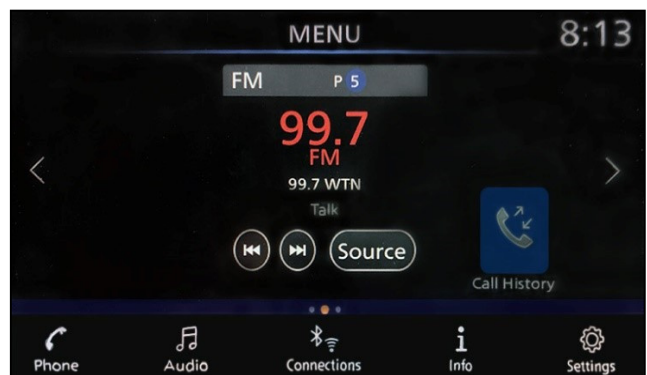 MENU 8:13
FM P 5
99.7
FM
99.7 WTN
Talk
Source
Call History
Phone Audio Connections Info Settings